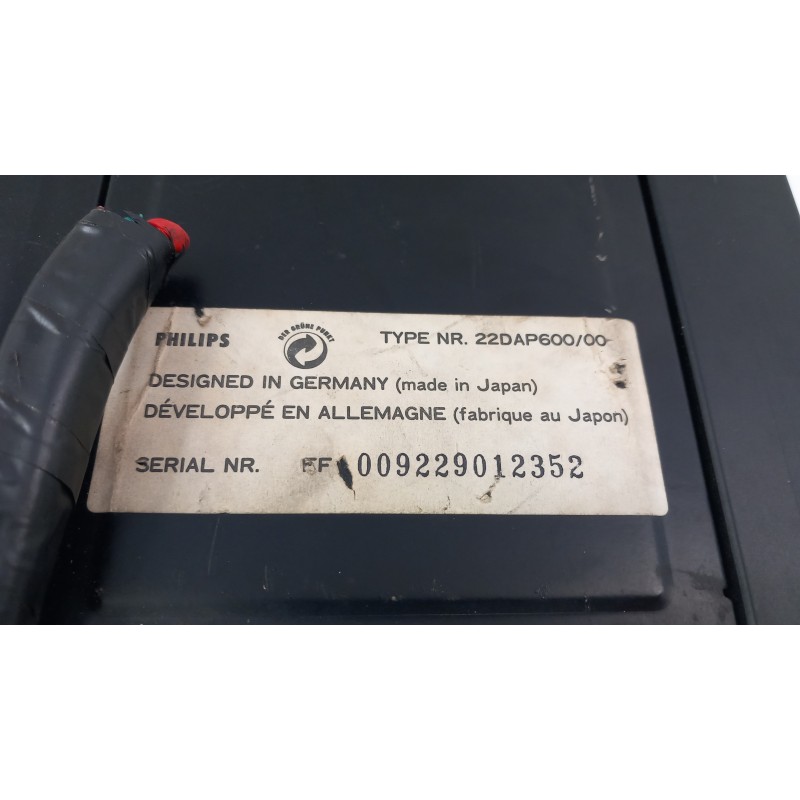 PHILIPS DER GRÜNE PUNKT TYPE NR. 22DAP600/00
DESIGNED IN GERMANY (made in Japan)
DÉVELOPPÉ EN ALLEMAGNE (fabrique au Japon)
SERIAL NR. FF 009229012352